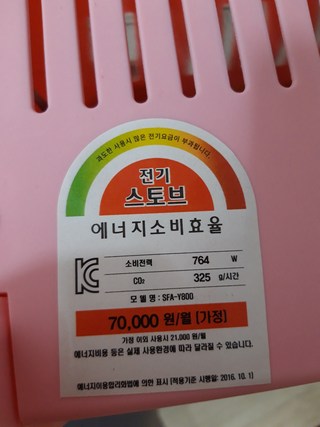 과도한 사용시 많은 전기요금이 부과됩니다.
전기
스토브
에너지소비효율
소비전력 764 W
CO₂ 325 g/시간
모 델 명 : SFA-Y800
70,000 원/월 [가정]
가정 이외 사용시 21,000 원/월
에너지비용 등은 실제 사용환경에 따라 달라질 수 있습니다.
에너지이용합리화법에 의한 표시 [적용기준 시행일: 2016. 10. 1]